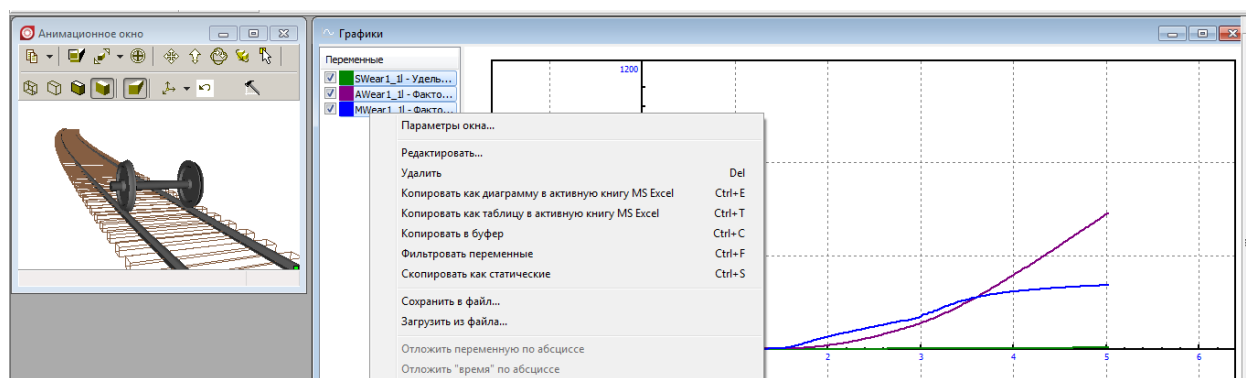 Анимационное окно
Графики
Переменные
SWear1_1l - Удель...
AWear1_1l - Факто...
MWear1_1l - Факто...
1200
Параметры окна...
Редактировать...
Удалить Del
Копировать как диаграмму в активную книгу MS Excel Ctrl+E
Копировать как таблицу в активную книгу MS Excel Ctrl+T
Копировать в буфер Ctrl+C
Фильтровать переменные Ctrl+F
Скопировать как статические Ctrl+S
Сохранить в файл...
Загрузить из файла...
Отложить переменную по абсциссе
Отложить "время" по абсциссе
2 3 4 5 6